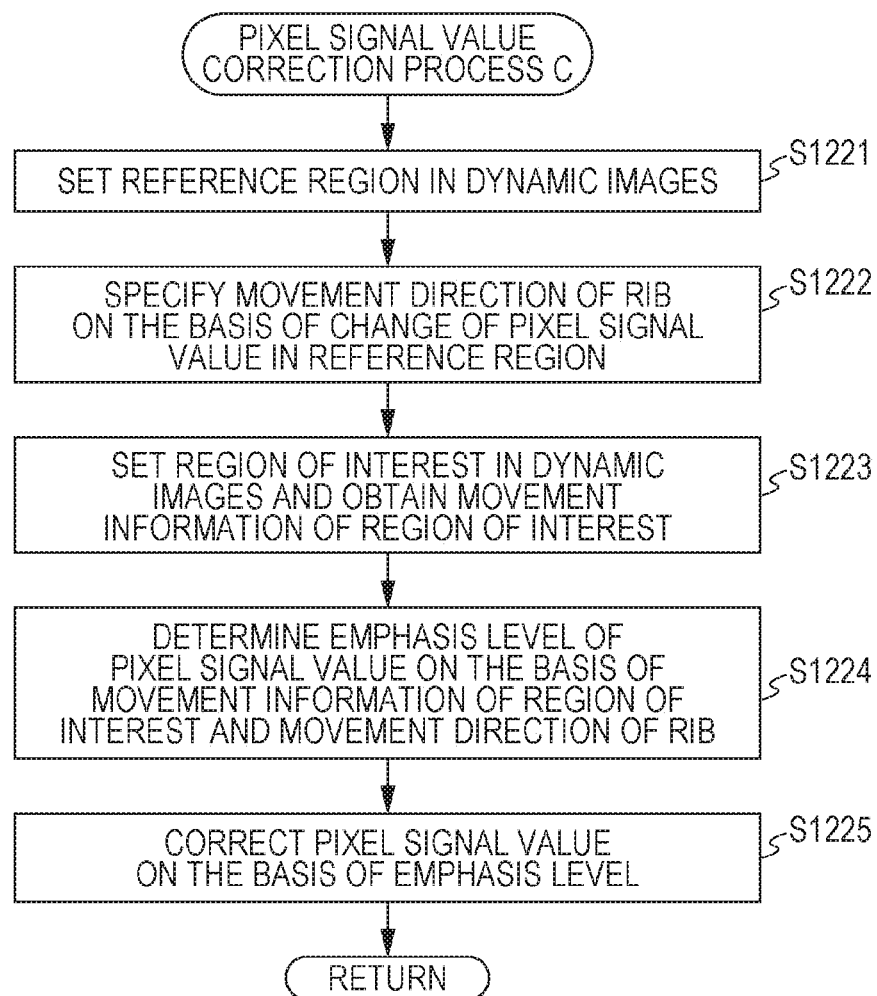 PIXEL SIGNAL VALUE
CORRECTION PROCESS C
SET REFERENCE REGION IN DYNAMIC IMAGES
S1221
SPECIFY MOVEMENT DIRECTION OF RIB
ON THE BASIS OF CHANGE OF PIXEL SIGNAL
VALUE IN REFERENCE REGION
S1222
SET REGION OF INTEREST IN DYNAMIC
IMAGES AND OBTAIN MOVEMENT
INFORMATION OF REGION OF INTEREST
S1223
DETERMINE EMPHASIS LEVEL OF
PIXEL SIGNAL VALUE ON THE BASIS OF
MOVEMENT INFORMATION OF REGION OF
INTEREST AND MOVEMENT DIRECTION OF RIB
S1224
CORRECT PIXEL SIGNAL VALUE
ON THE BASIS OF EMPHASIS LEVEL
S1225
RETURN